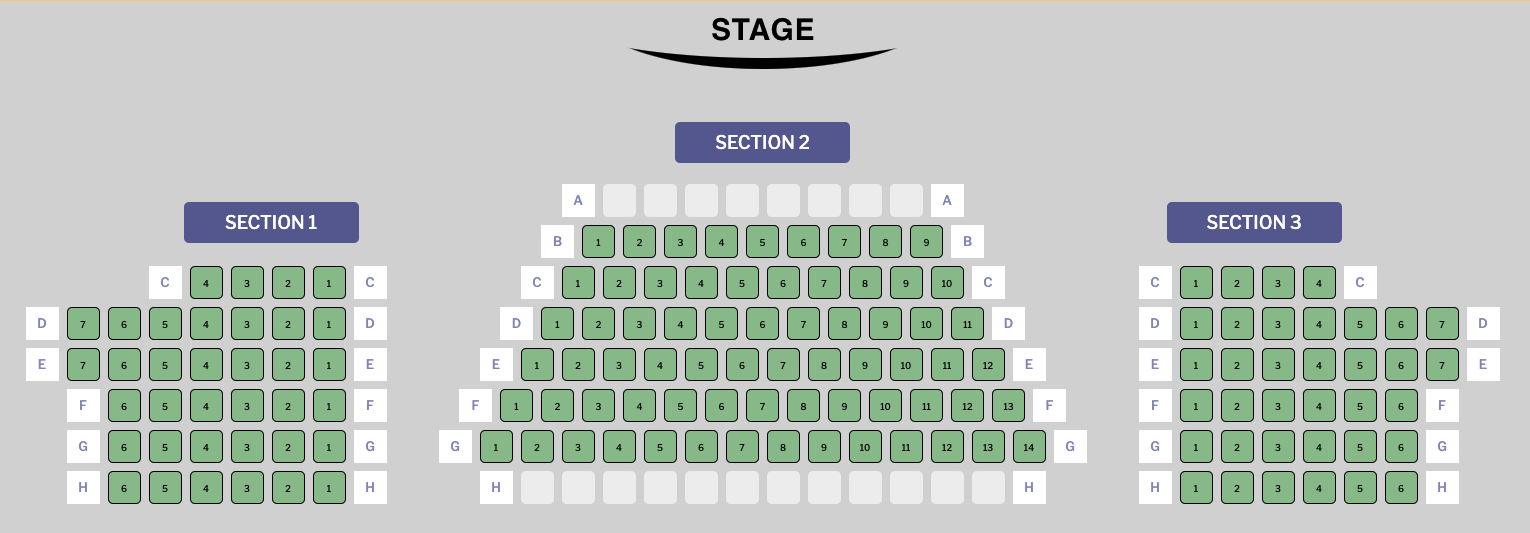 STAGE
SECTION 2
A A
SECTION 1
SECTION 3
B 1 2 3 4 5 6 7 8 9 B
C 4 3 2 1 C
C 1 2 3 4 5 6 7 8 9 10 C
C 1 2 3 4 C
D 7 6 5 4 3 2 1 D
D 1 2 3 4 5 6 7 8 9 10 11 D
D 1 2 3 4 5 6 7 D
E 7 6 5 4 3 2 1 E
E 1 2 3 4 5 6 7 8 9 10 11 12 E
E 1 2 3 4 5 6 7 E
F 6 5 4 3 2 1 F
F 1 2 3 4 5 6 7 8 9 10 11 12 13 F
F 1 2 3 4 5 6 F
G 6 5 4 3 2 1 G
G 1 2 3 4 5 6 7 8 9 10 11 12 13 14 G
G 1 2 3 4 5 6 G
H 6 5 4 3 2 1 H
H H
H 1 2 3 4 5 6 H